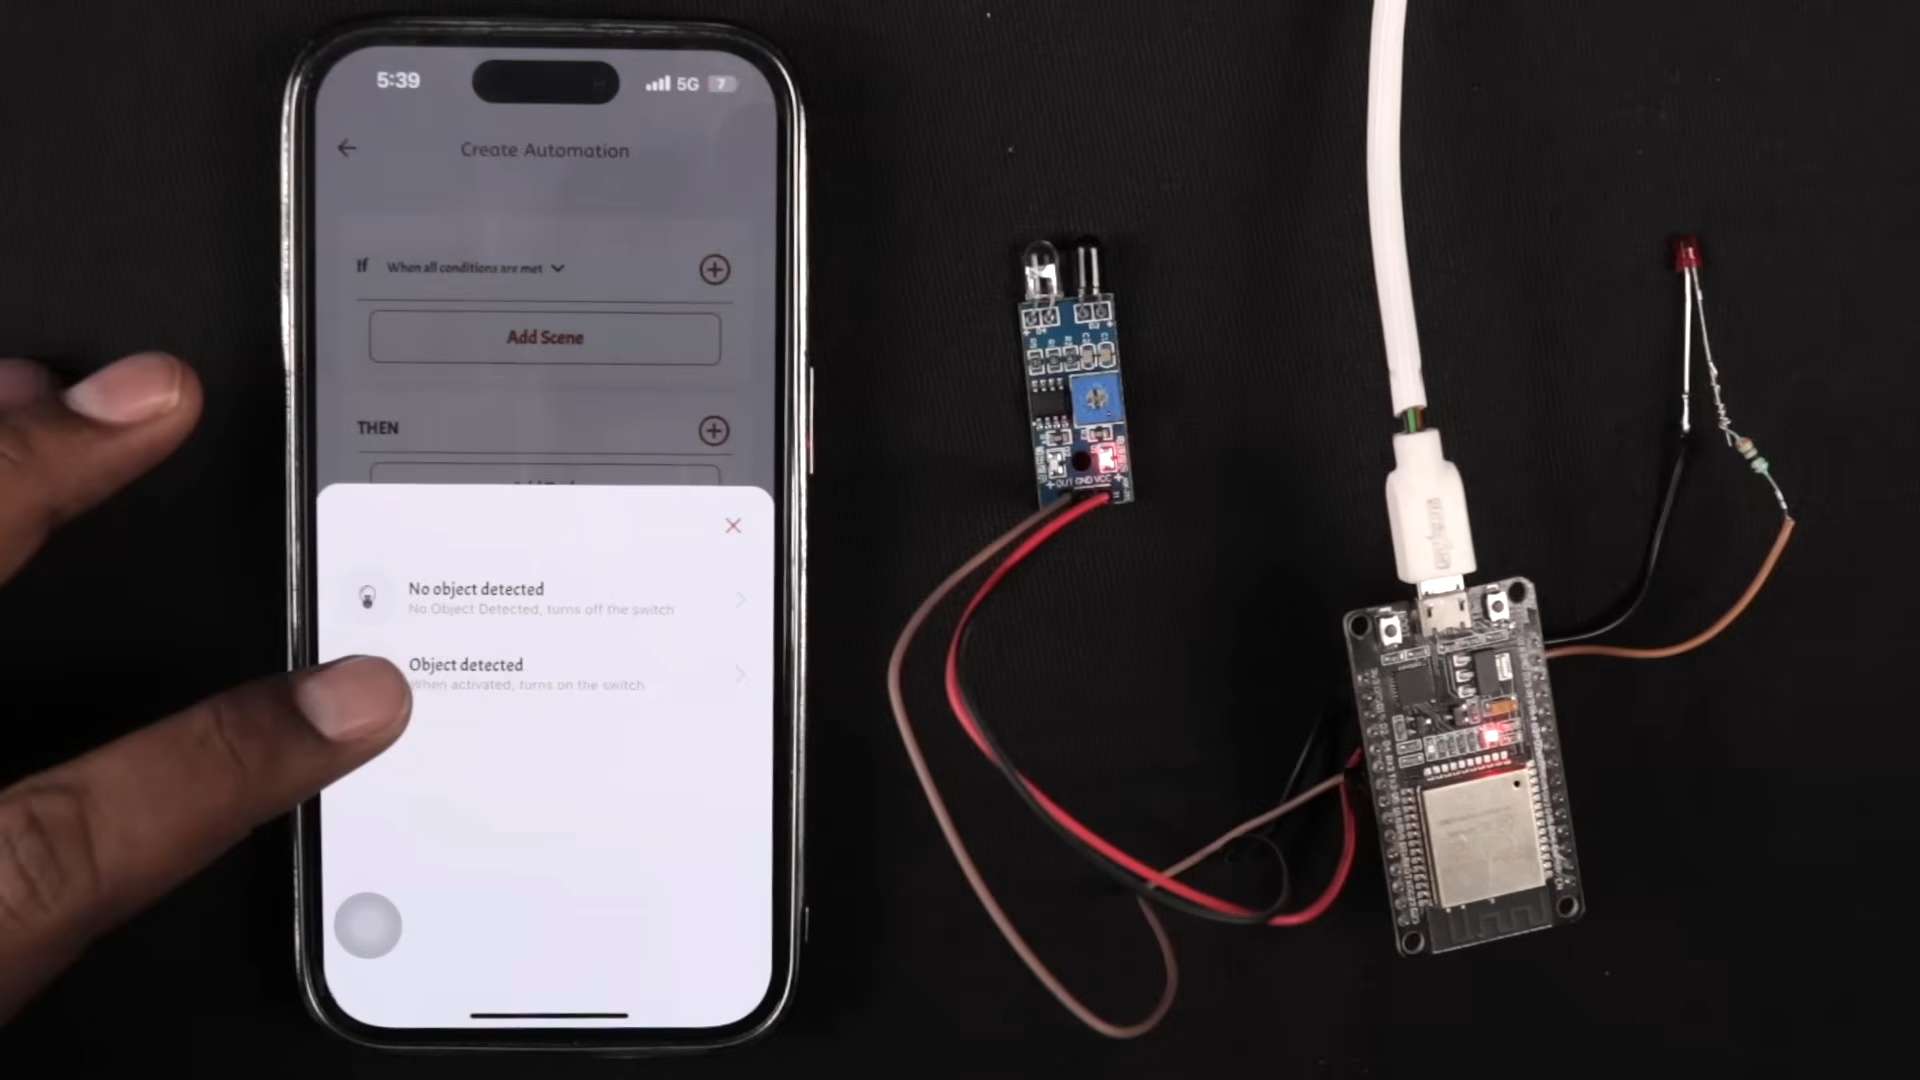 5:39
5G 7
Create Automation
If When all conditions are met
Add Scene
THEN
No object detected
No Object Detected, turns off the switch
Object detected
When activated, turns on the switch
OUT GND VCC